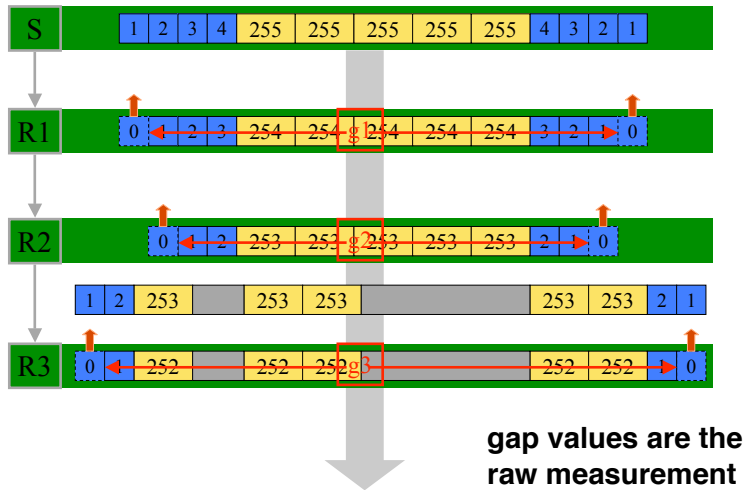 S 1 2 3 4 255 255 255 255 255 4 3 2 1
R1 0 1 2 3 254 254 g1 254 254 254 3 2 1 0
R2 0 1 2 253 253 g2 253 253 253 2 1 0
1 2 253 253 253 253 253 2 1
R3 0 1 252 252 252 g3 252 252 1 0
gap values are the
raw measurement